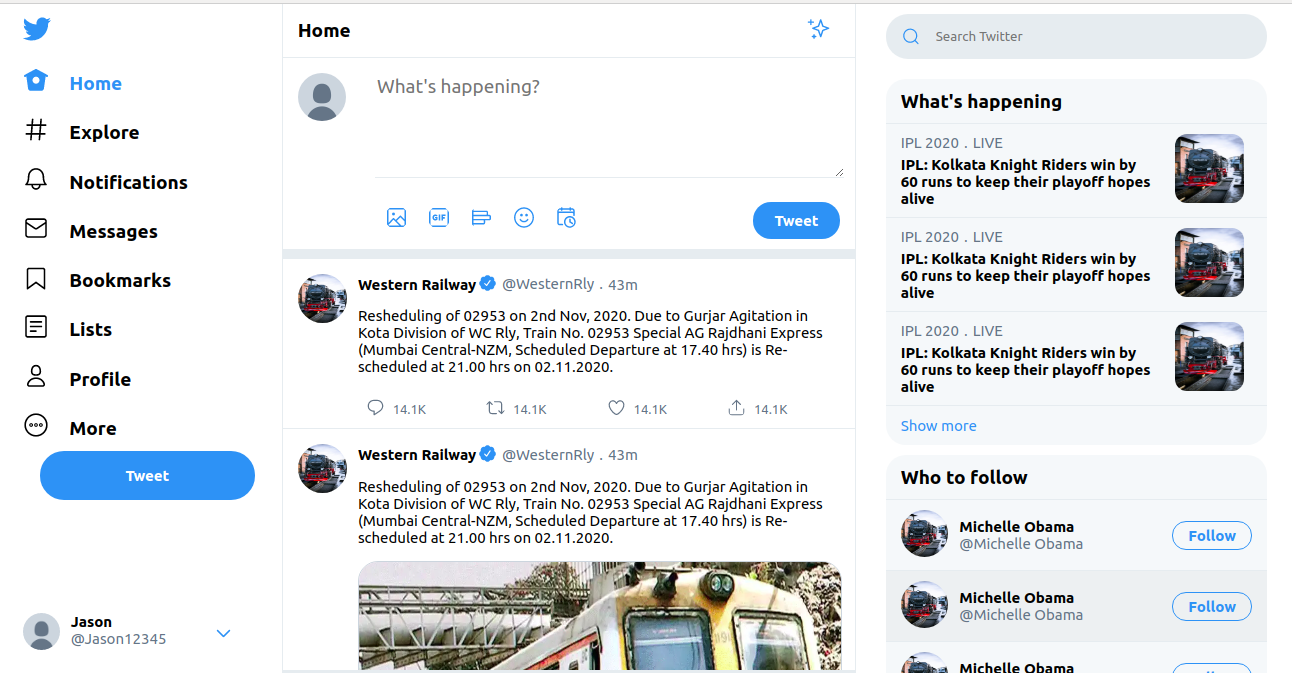 Home
Explore
Notifications
Messages
Bookmarks
Lists
Profile
More
Tweet
Jason
@Jason12345
Home
What's happening?
GIF
Tweet
Western Railway @WesternRly . 43m
Resheduling of 02953 on 2nd Nov, 2020. Due to Gurjar Agitation in
Kota Division of WC Rly, Train No. 02953 Special AG Rajdhani Express
(Mumbai Central-NZM, Scheduled Departure at 17.40 hrs) is Re-
scheduled at 21.00 hrs on 02.11.2020.
14.1K 14.1K 14.1K 14.1K
Western Railway @WesternRly . 43m
Resheduling of 02953 on 2nd Nov, 2020. Due to Gurjar Agitation in
Kota Division of WC Rly, Train No. 02953 Special AG Rajdhani Express
(Mumbai Central-NZM, Scheduled Departure at 17.40 hrs) is Re-
scheduled at 21.00 hrs on 02.11.2020.
Search Twitter
What's happening
IPL 2020 . LIVE
IPL: Kolkata Knight Riders win by
60 runs to keep their playoff hopes
alive
IPL 2020 . LIVE
IPL: Kolkata Knight Riders win by
60 runs to keep their playoff hopes
alive
IPL 2020 . LIVE
IPL: Kolkata Knight Riders win by
60 runs to keep their playoff hopes
alive
Show more
Who to follow
Michelle Obama
@Michelle Obama
Follow
Michelle Obama
@Michelle Obama
Follow
Michelle Obama